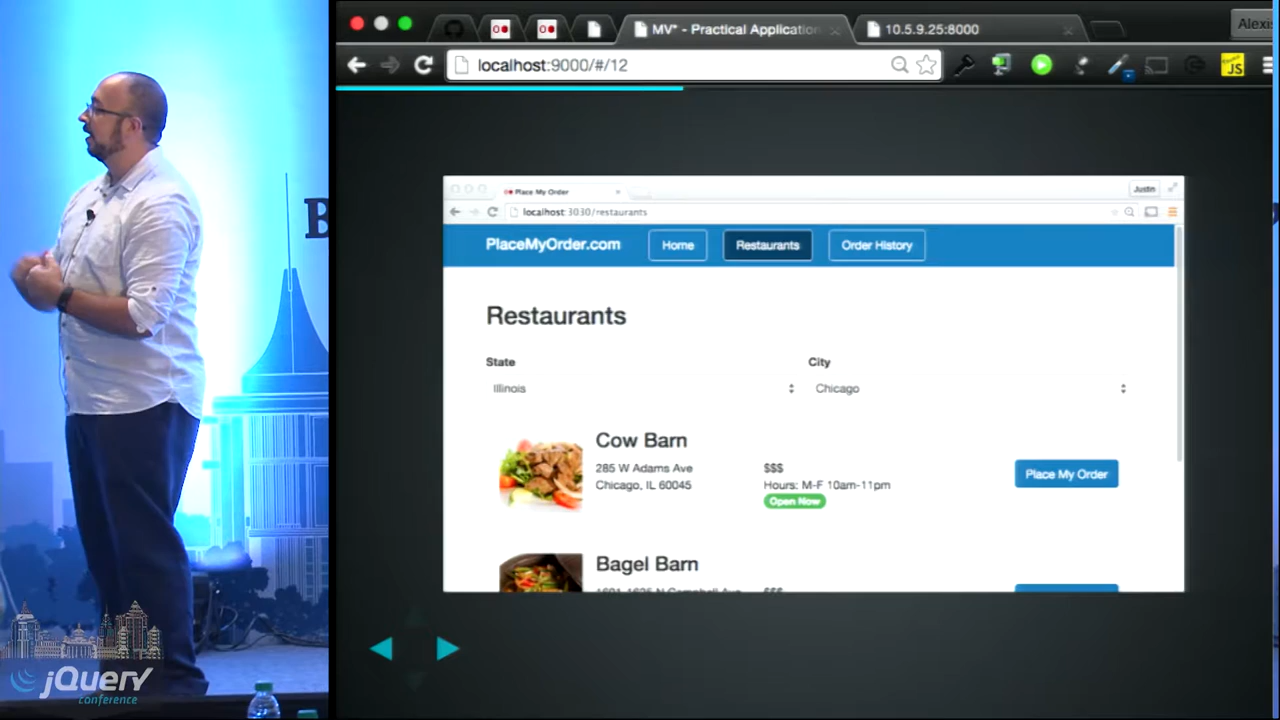 MV* - Practical Application
10.5.9.25:8000
Alexis
localhost:9000/#/12
JS
B
Place My Order
Justin
localhost:3030/restaurants
PlaceMyOrder.com
Home
Restaurants
Order History
Restaurants
State
City
Illinois
Chicago
Cow Barn
285 W Adams Ave
$$$
Chicago, IL 60045
Hours: M-F 10am-11pm
Open Now
Place My Order
Bagel Barn
$$$
jQuery
conference